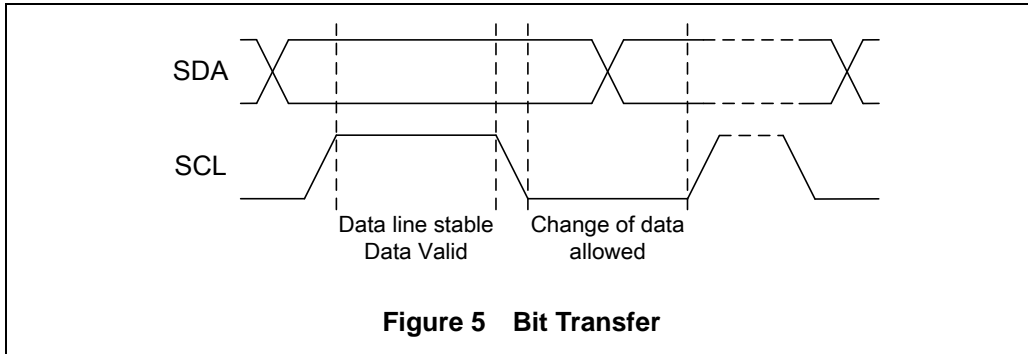 SDA
SCL
Data line stable
Data Valid
Change of data
allowed
Figure 5 Bit Transfer